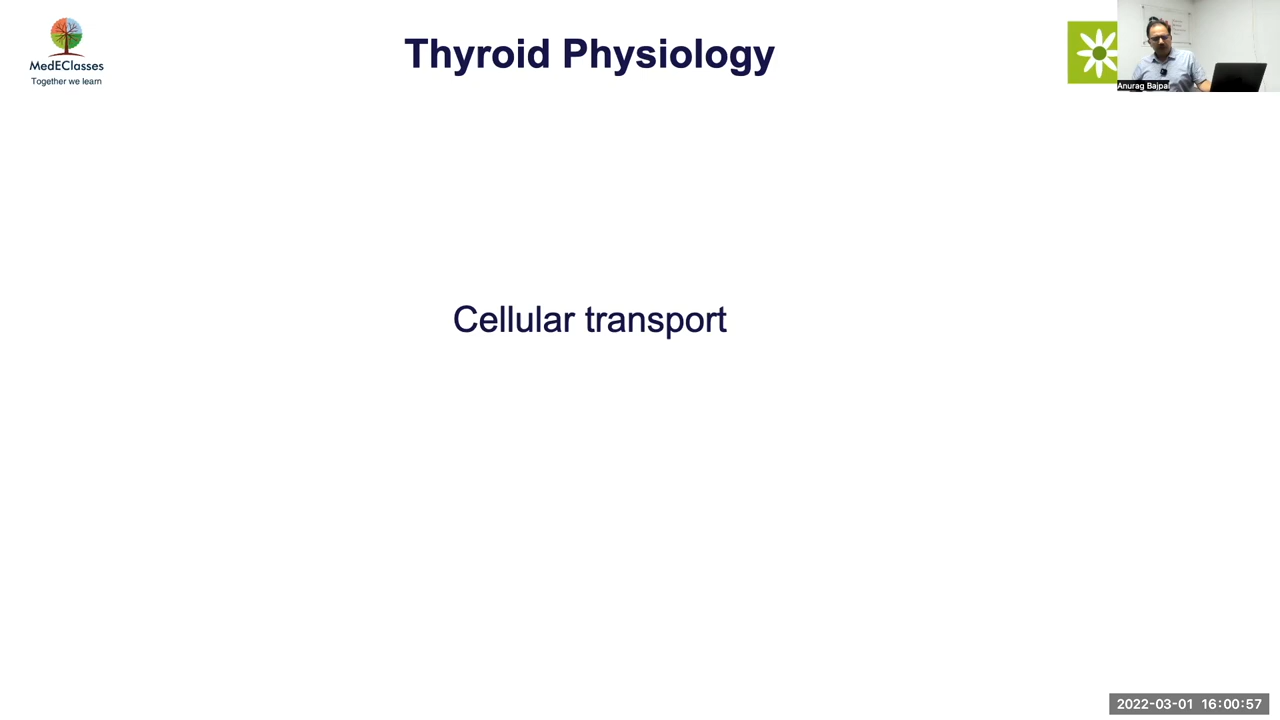 Thyroid Physiology
MedEClasses
Together we learn
Anurag Bajpai
Cellular transport
2022-03-01 16:00:57